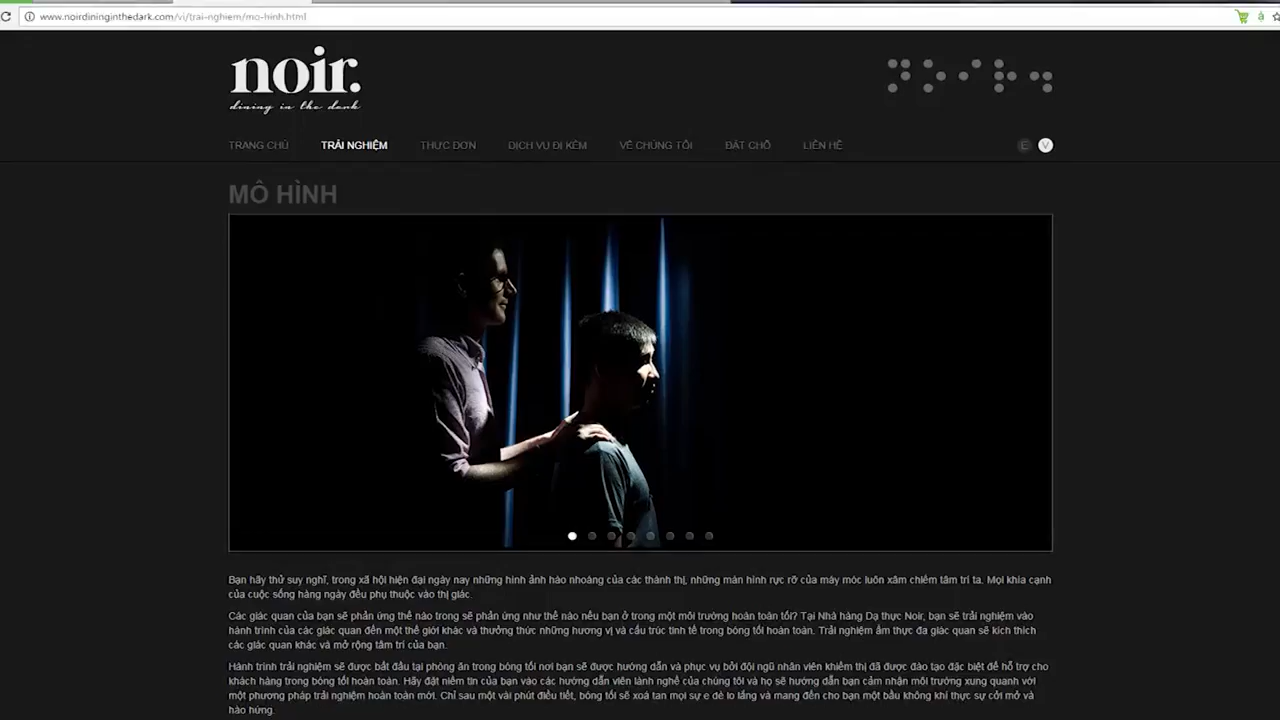 www.noirdininginthedark.com/vi/trai-nghiem/mo-hinh.html
noir.
dining in the dark
TRANG CHỦ TRẢI NGHIỆM THỰC ĐƠN DỊCH VỤ ĐI KÈM VỀ CHÚNG TÔI ĐẶT CHỖ LIÊN HỆ E V
MÔ HÌNH
Bạn hãy thử suy nghĩ, trong xã hội hiện đại ngày nay những hình ảnh hào nhoáng của các thành thị, những màn hình rực rỡ của máy móc luôn xâm chiếm tâm trí ta. Mọi khía cạnh
của cuộc sống hàng ngày đều phụ thuộc vào thị giác.
Các giác quan của bạn sẽ phản ứng thế nào trong sẽ phản ứng như thế nào nếu bạn ở trong một môi trường hoàn toàn tối? Tại Nhà hàng Dạ thực Noir, bạn sẽ trải nghiệm vào
hành trình của các giác quan đến một thế giới khác và thưởng thức những hương vị và cấu trúc tinh tế trong bóng tối hoàn toàn. Trải nghiệm ẩm thực đa giác quan sẽ kích thích
các giác quan khác và mở rộng tâm trí của bạn.
Hành trình trải nghiệm sẽ được bắt đầu tại phòng ăn trong bóng tối nơi bạn sẽ được hướng dẫn và phục vụ bởi đội ngũ nhân viên khiếm thị đã được đào tạo đặc biệt để hỗ trợ cho
khách hàng trong bóng tối hoàn toàn. Hãy đặt niềm tin của bạn vào các hướng dẫn viên lành nghề của chúng tôi và họ sẽ hướng dẫn bạn cảm nhận môi trường xung quanh với
một phương pháp trải nghiệm hoàn toàn mới. Chỉ sau một vài phút điều tiết, bóng tối sẽ xoá tan mọi sự e dè lo lắng và mang đến cho bạn một bầu không khí thực sự cởi mở và
hào hứng.